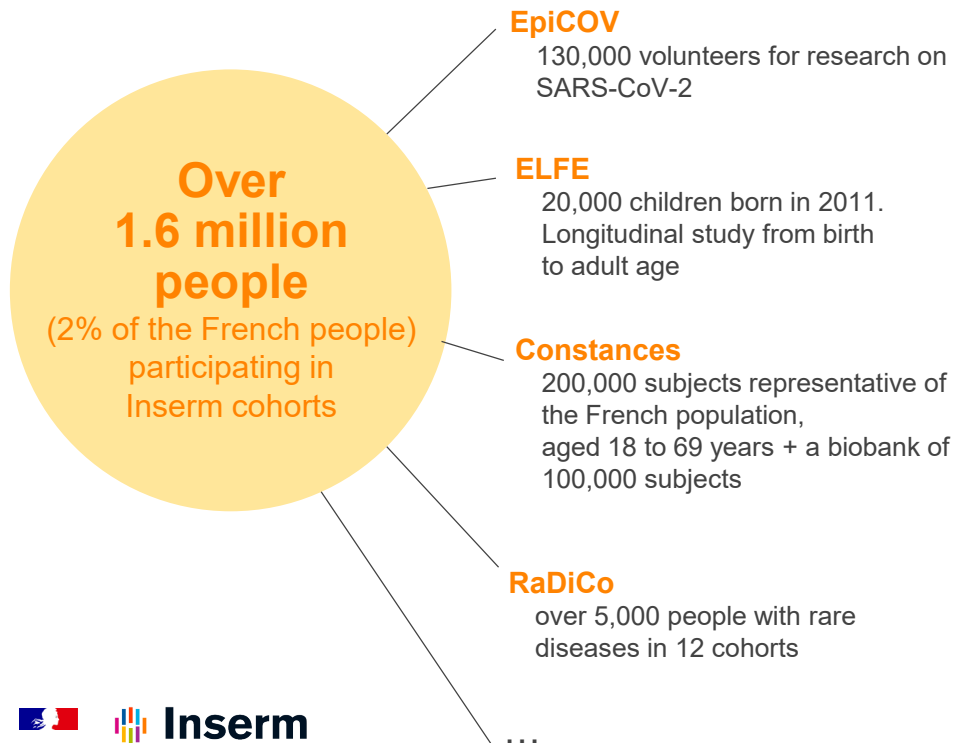 Over
1.6 million
people
(2% of the French people)
participating in
Inserm cohorts
EpiCOV
130,000 volunteers for research on
SARS-CoV-2
ELFE
20,000 children born in 2011.
Longitudinal study from birth
to adult age
Constances
200,000 subjects representative of
the French population,
aged 18 to 69 years + a biobank of
100,000 subjects
RaDiCo
over 5,000 people with rare
diseases in 12 cohorts
...
Inserm